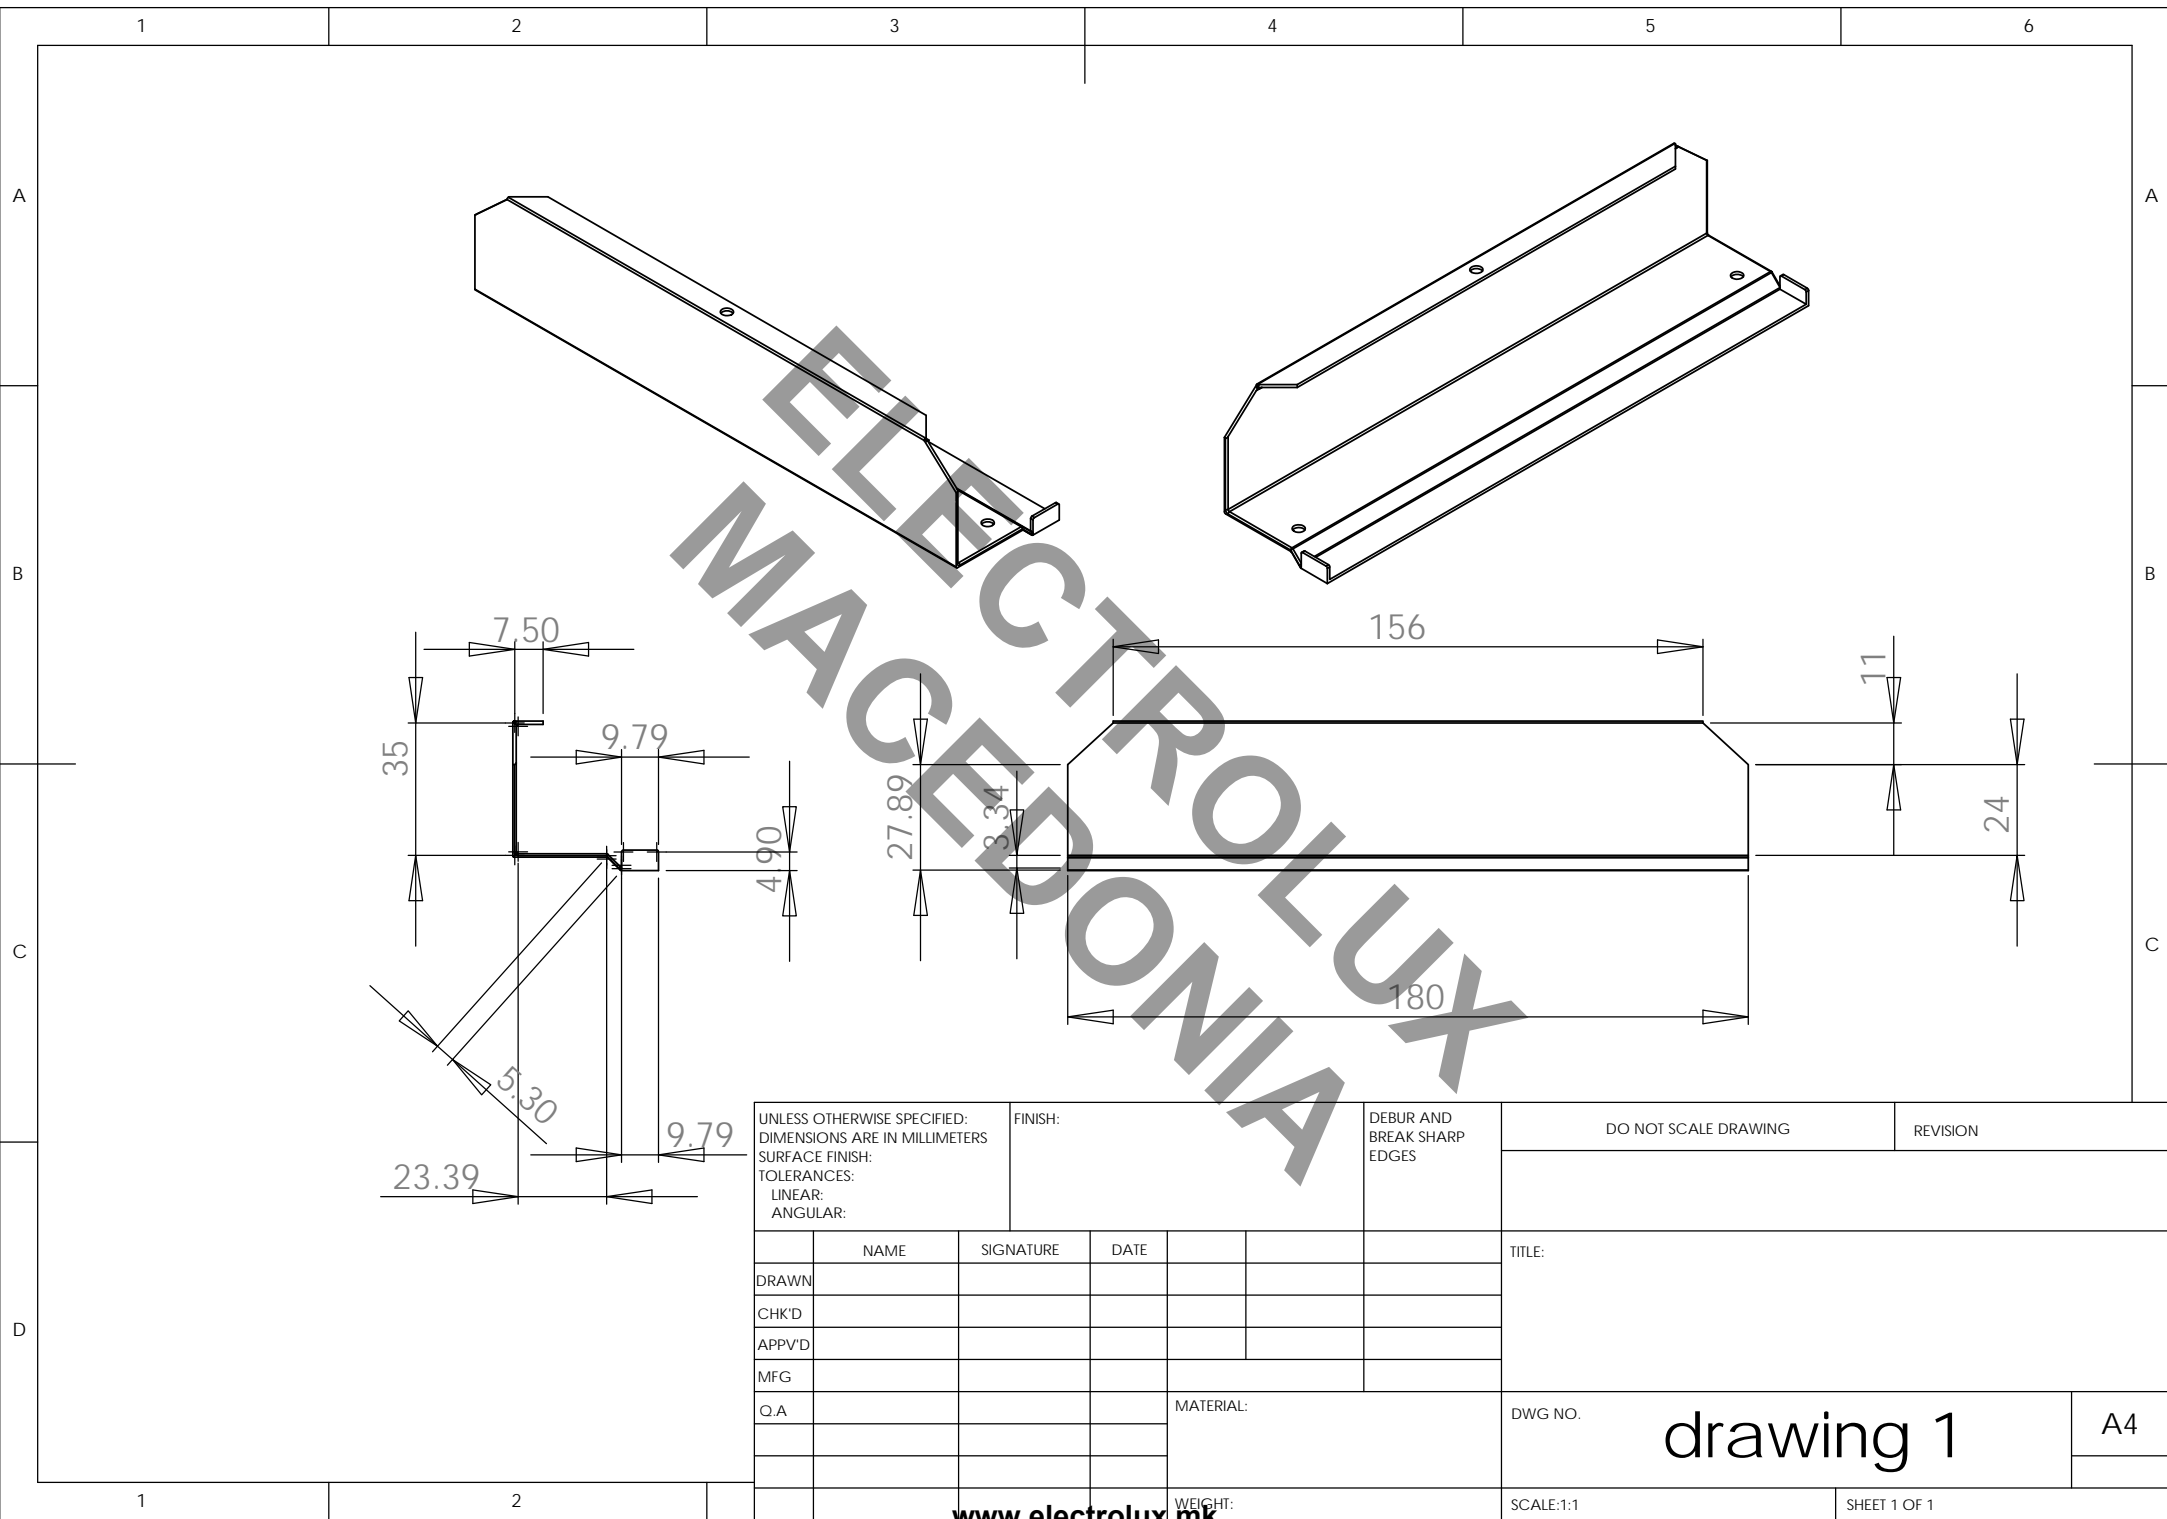 1 2 3 4 5 6
A A
B B
C C
D
7.50
35
9.79
4.90
5.30
9.79
23.39
156
11
24
27.89
3.34
180
ELECTROLUX
MACEDONIA
UNLESS OTHERWISE SPECIFIED:
DIMENSIONS ARE IN MILLIMETERS
SURFACE FINISH:
TOLERANCES:
LINEAR:
ANGULAR:
FINISH:
DEBUR AND
BREAK SHARP
EDGES
DO NOT SCALE DRAWING
REVISION
NAME SIGNATURE DATE
DRAWN
CHK'D
APPV'D
MFG
Q.A
MATERIAL:
WEIGHT:
TITLE:
DWG NO.
drawing 1
A4
SCALE:1:1
SHEET 1 OF 1
1 2
www.electrolux.mk